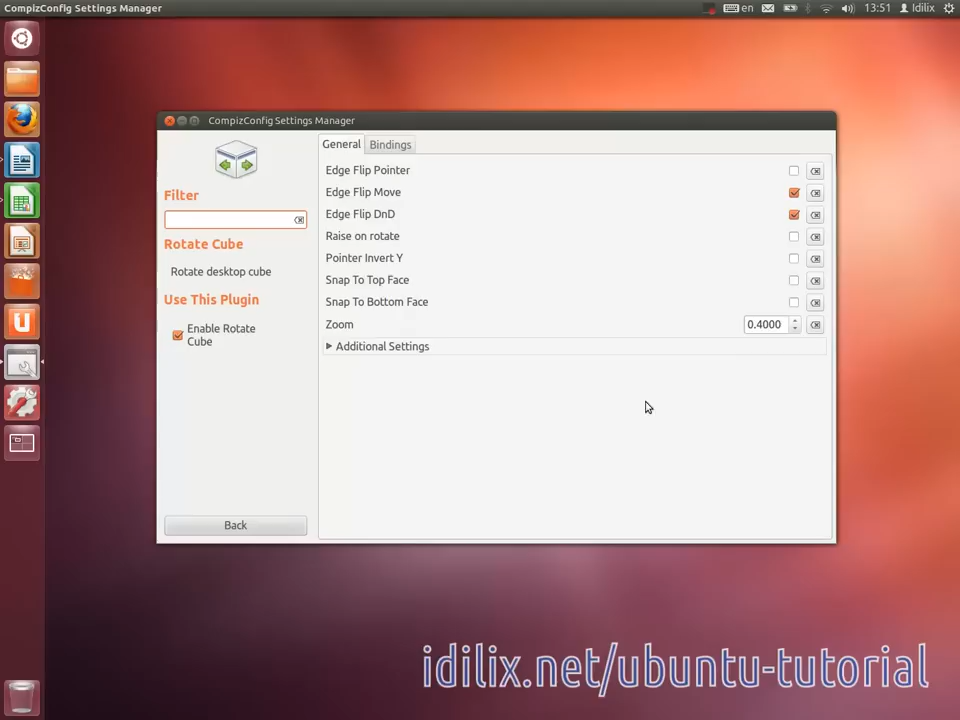 CompizConfig Settings Manager
en
13:51
Idilix
CompizConfig Settings Manager
General
Bindings
Filter
Rotate Cube
Rotate desktop cube
Use This Plugin
Enable Rotate
Cube
Back
Edge Flip Pointer
Edge Flip Move
Edge Flip DnD
Raise on rotate
Pointer Invert Y
Snap To Top Face
Snap To Bottom Face
Zoom 0.4000
Additional Settings
idilix.net/ubuntu-tutorial